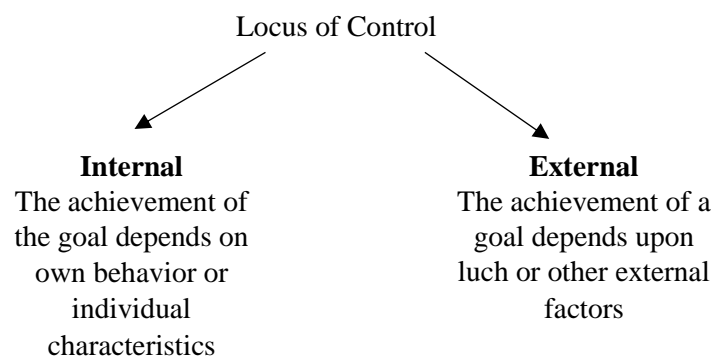 Locus of Control
Internal
The achievement of
the goal depends on
own behavior or
individual
characteristics
External
The achievement of a
goal depends upon
luch or other external
factors